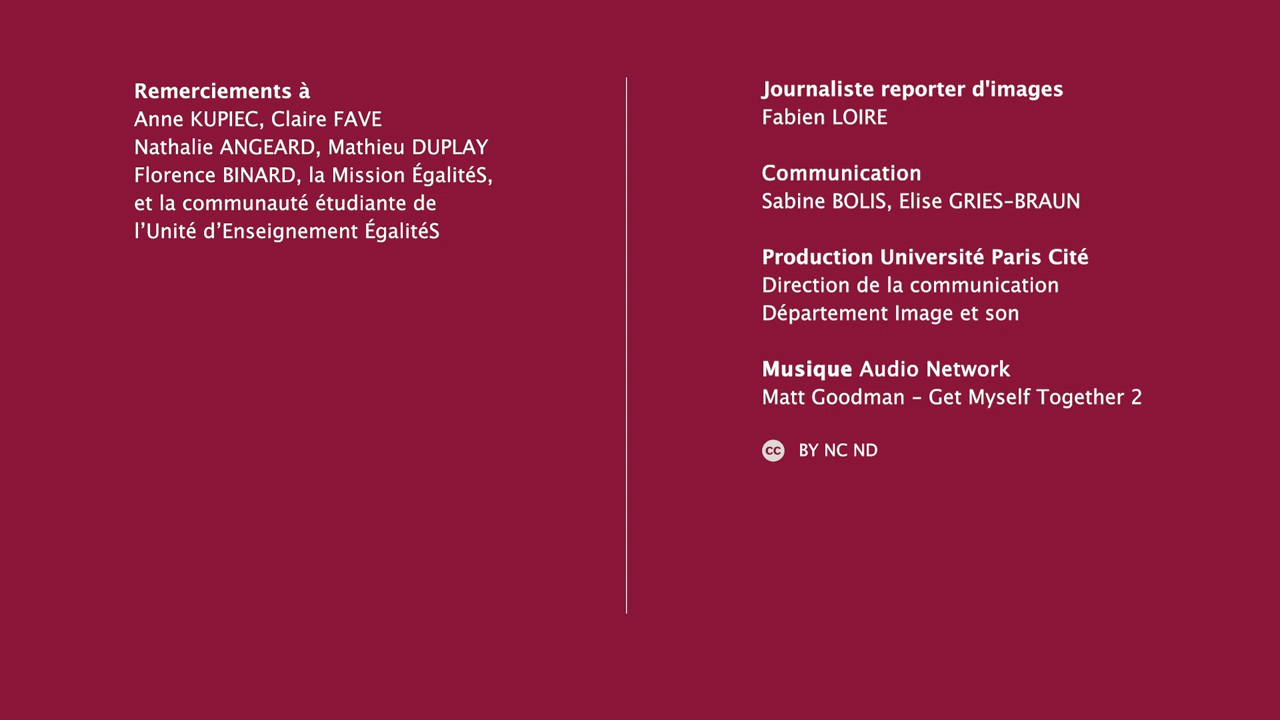 Remerciements à
Anne KUPIEC, Claire FAVE
Nathalie ANGEARD, Mathieu DUPLAY
Florence BINARD, la Mission ÉgalitéS,
et la communauté étudiante de
l’Unité d’Enseignement ÉgalitéS
Journaliste reporter d'images
Fabien LOIRE
Communication
Sabine BOLIS, Elise GRIES–BRAUN
Production Université Paris Cité
Direction de la communication
Département Image et son
Musique Audio Network
Matt Goodman – Get Myself Together 2
cc BY NC ND